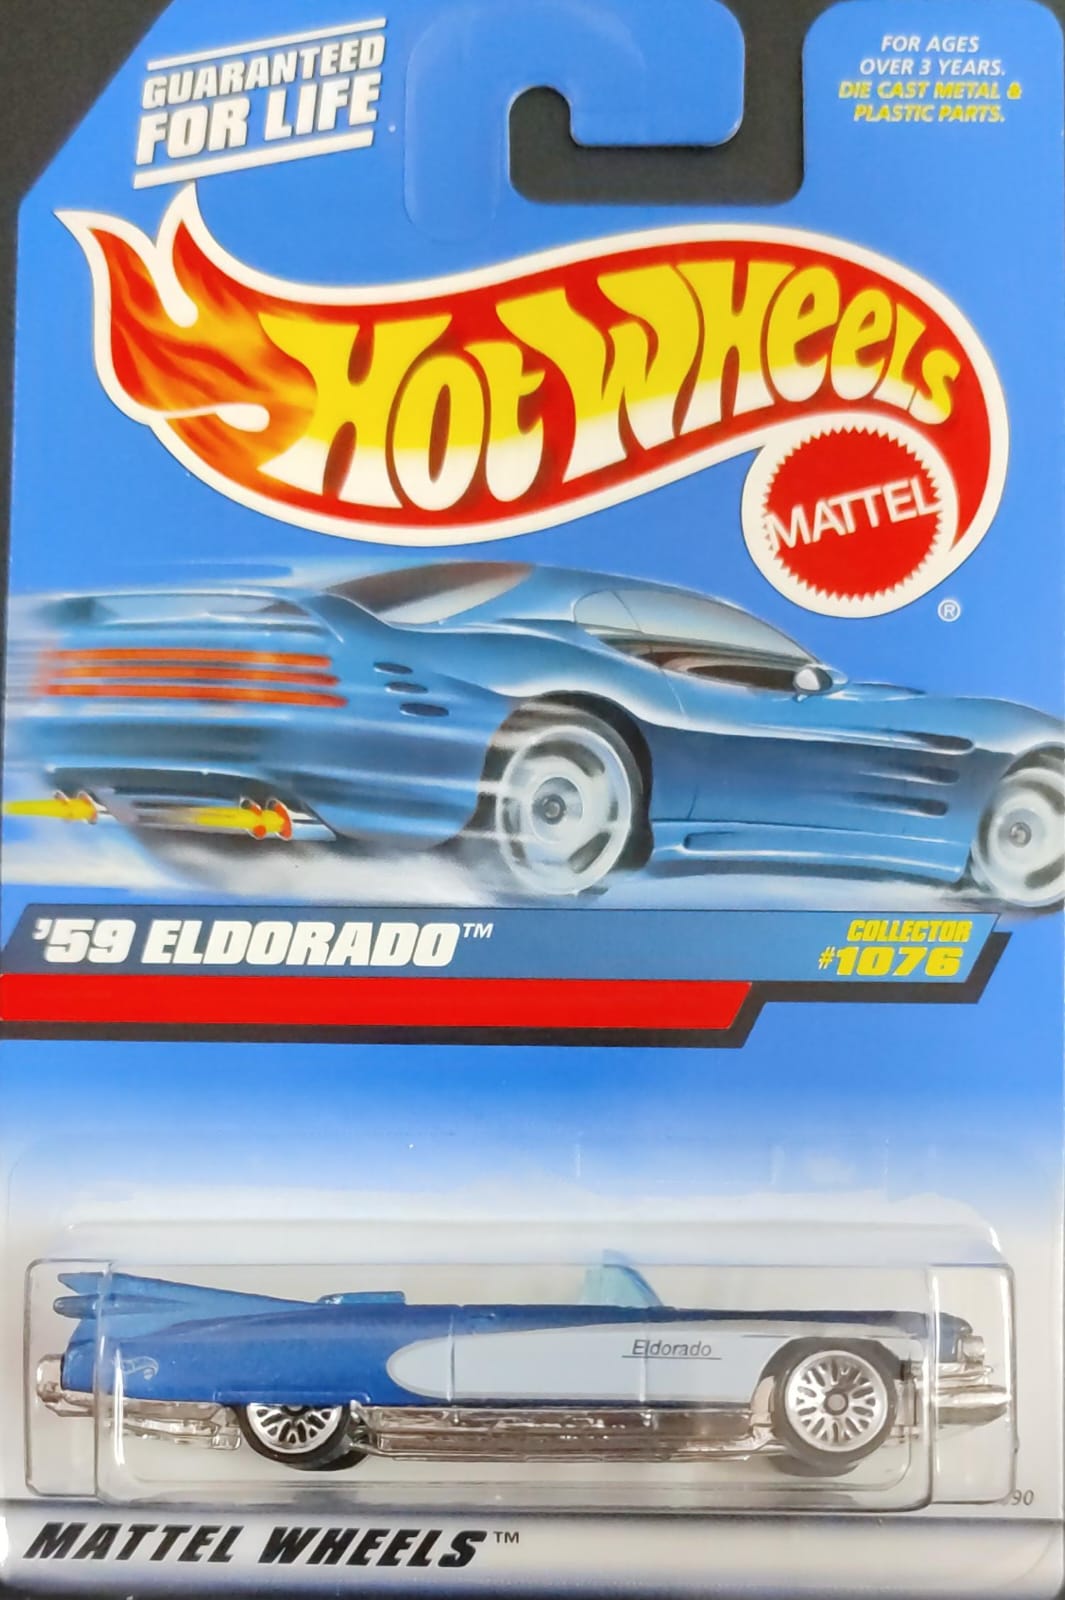 GUARANTEED
FOR LIFE
FOR AGES
OVER 3 YEARS.
DIE CAST METAL &
PLASTIC PARTS.
HOT WHEELS
MATTEL
®
'59 ELDORADO™
COLLECTOR
#1076
Eldorado
90
MATTEL WHEELS™